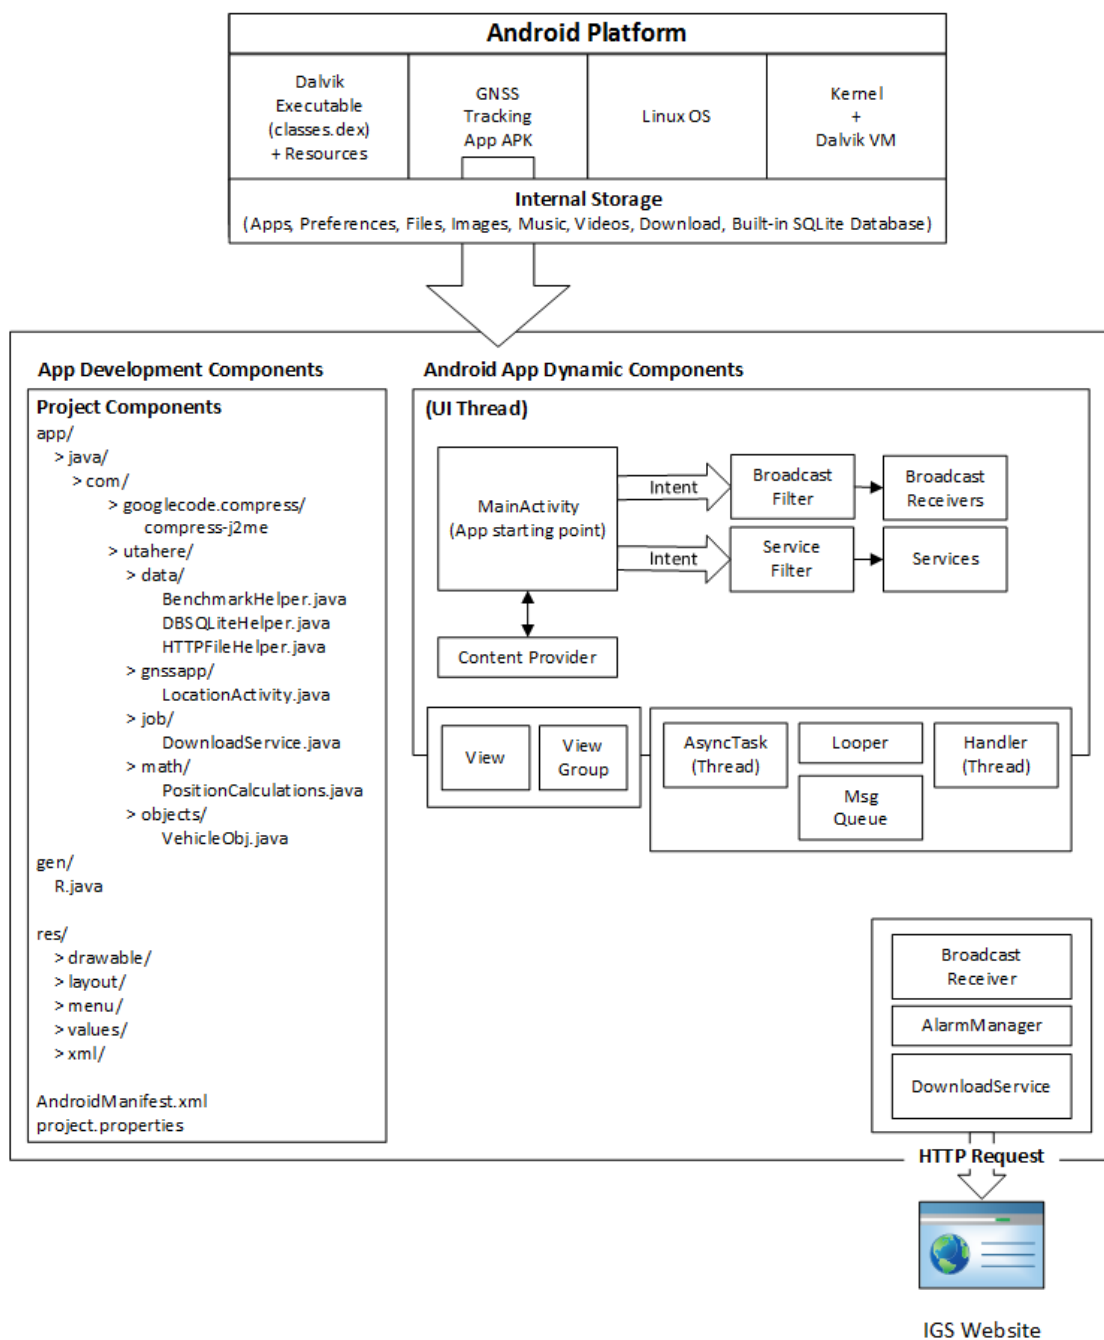 Android Platform
Dalvik
Executable
(classes.dex)
+ Resources
GNSS
Tracking
App APK
Linux OS
Kernel
+
Dalvik VM
Internal Storage
(Apps, Preferences, Files, Images, Music, Videos, Download, Built-in SQLite Database)
App Development Components
Project Components
app/
> java/
> com/
> googlecode.compress/
compress-j2me
> utahere/
> data/
BenchmarkHelper.java
DBSQLiteHelper.java
HTTPFileHelper.java
> gnssapp/
LocationActivity.java
> job/
DownloadService.java
> math/
PositionCalculations.java
> objects/
VehicleObj.java
gen/
R.java
res/
> drawable/
> layout/
> menu/
> values/
> xml/
AndroidManifest.xml
project.properties
Android App Dynamic Components
(UI Thread)
MainActivity
(App starting point)
Intent
Broadcast
Filter
Broadcast
Receivers
Intent
Service
Filter
Services
Content Provider
View
View
Group
AsyncTask
(Thread)
Looper
Msg
Queue
Handler
(Thread)
Broadcast
Receiver
AlarmManager
DownloadService
HTTP Request
IGS Website